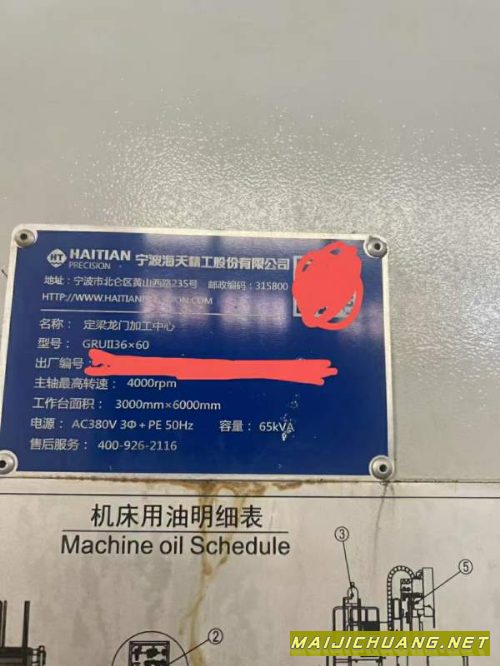 HT HAITIAN PRECISION 宁波海天精工股份有限公司
地址：宁波市北仑区黄山西路235号 邮政编码：315800
名称： 定梁龙门加工中心
型号： GRUII36×60
出厂编号
主轴最高转速： 4000rpm
工作台面积： 3000mm×6000mm
电源： AC380V 3Φ + PE 50Hz 容量： 65kVA
售后服务： 400-926-2116
机床用油明细表
Machine oil Schedule
③
⑤
②
MAIJICHUANG.NET